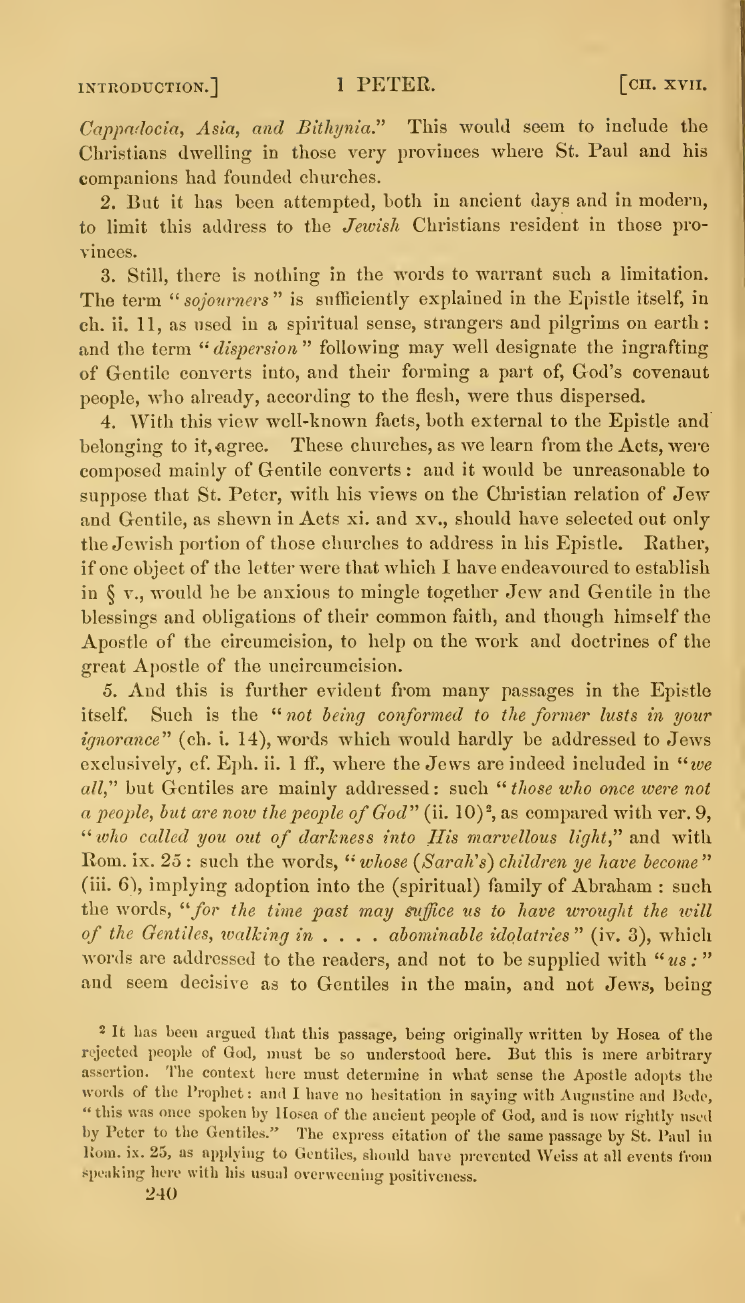 INTRODUCTION.] 1 PETER. [CH. XVII.
Cappadocia, Asia, and Bithynia.” This would seem to include the
Christians dwelling in those very provinces where St. Paul and his
companions had founded churches.
2. But it has been attempted, both in ancient days and in modern,
to limit this address to the Jewish Christians resident in those pro-
vinces.
3. Still, there is nothing in the words to warrant such a limitation.
The term “sojourners” is sufficiently explained in the Epistle itself, in
ch. ii. 11, as used in a spiritual sense, strangers and pilgrims on earth :
and the term “dispersion” following may well designate the ingrafting
of Gentile converts into, and their forming a part of, God’s covenant
people, who already, according to the flesh, were thus dispersed.
4. With this view well-known facts, both external to the Epistle and
belonging to it, agree. These churches, as we learn from the Acts, were
composed mainly of Gentile converts : and it would be unreasonable to
suppose that St. Peter, with his views on the Christian relation of Jew
and Gentile, as shewn in Acts xi. and xv., should have selected out only
the Jewish portion of those churches to address in his Epistle. Rather,
if one object of the letter were that which I have endeavoured to establish
in § v., would he be anxious to mingle together Jew and Gentile in the
blessings and obligations of their common faith, and though himself the
Apostle of the circumcision, to help on the work and doctrines of the
great Apostle of the uncircumcision.
5. And this is further evident from many passages in the Epistle
itself. Such is the “not being conformed to the former lusts in your
ignorance” (ch. i. 14), words which would hardly be addressed to Jews
exclusively, cf. Eph. ii. 1 ff., where the Jews are indeed included in “we
all,” but Gentiles are mainly addressed : such “those who once were not
a people, but are now the people of God” (ii. 10)², as compared with ver. 9,
“who called you out of darkness into His marvellous light,” and with
Rom. ix. 25 : such the words, “whose (Sarah’s) children ye have become”
(iii. 6), implying adoption into the (spiritual) family of Abraham : such
the words, “for the time past may suffice us to have wrought the will
of the Gentiles, walking in . . . . abominable idolatries” (iv. 3), which
words are addressed to the readers, and not to be supplied with “us :”
and seem decisive as to Gentiles in the main, and not Jews, being
² It has been argued that this passage, being originally written by Hosea of the
rejected people of God, must be so understood here. But this is mere arbitrary
assertion. The context here must determine in what sense the Apostle adopts the
words of the Prophet : and I have no hesitation in saying with Augustine and Bede,
“this was once spoken by Hosea of the ancient people of God, and is now rightly used
by Peter to the Gentiles.” The express citation of the same passage by St. Paul in
Rom. ix. 25, as applying to Gentiles, should have prevented Weiss at all events from
speaking here with his usual overweening positiveness.
240